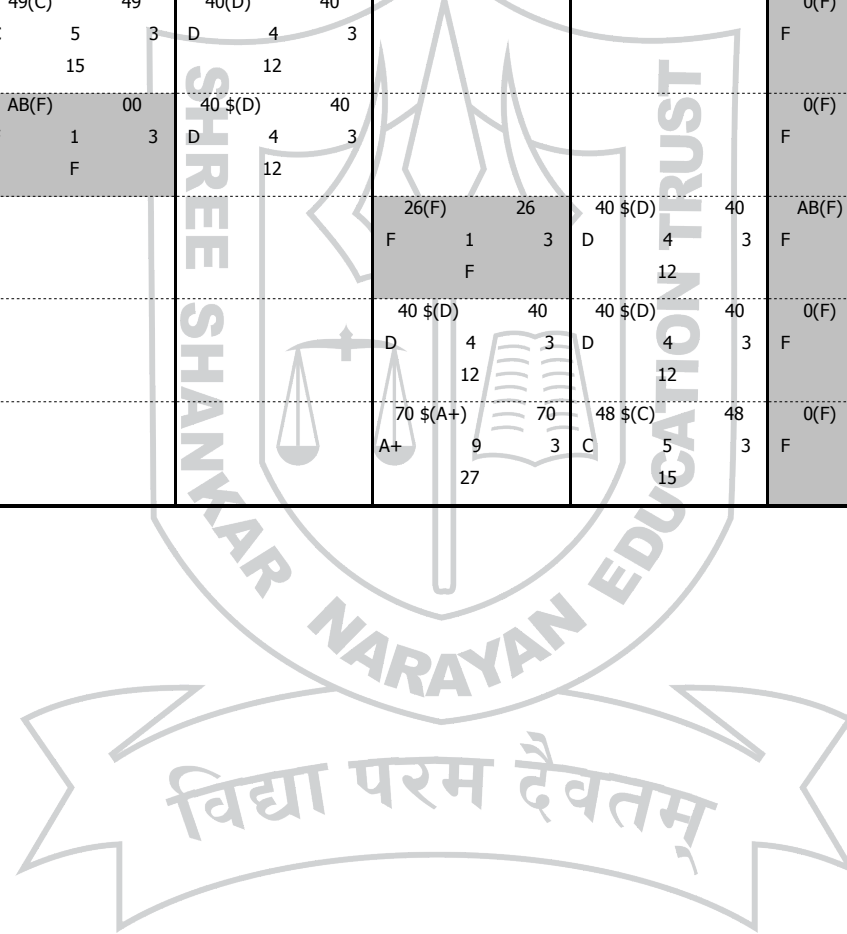 49(C) 49 40(D) 40 0(F)
5 3 D 4 3 F
15 12
AB(F) 00 40 $(D) 40 0(F)
1 3 D 4 3 F
F 12
26(F) 26 40 $(D) 40 AB(F)
F 1 3 D 4 3 F
F 12
40 $(D) 40 40 $(D) 40 0(F)
D 4 3 D 4 3 F
12 12
70 $(A+) 70 48 $(C) 48 0(F)
A+ 9 3 C 5 3 F
27 15
SHREE SHANKAR NARAYAN EDUCATION TRUST
विद्या परम दैवतम्